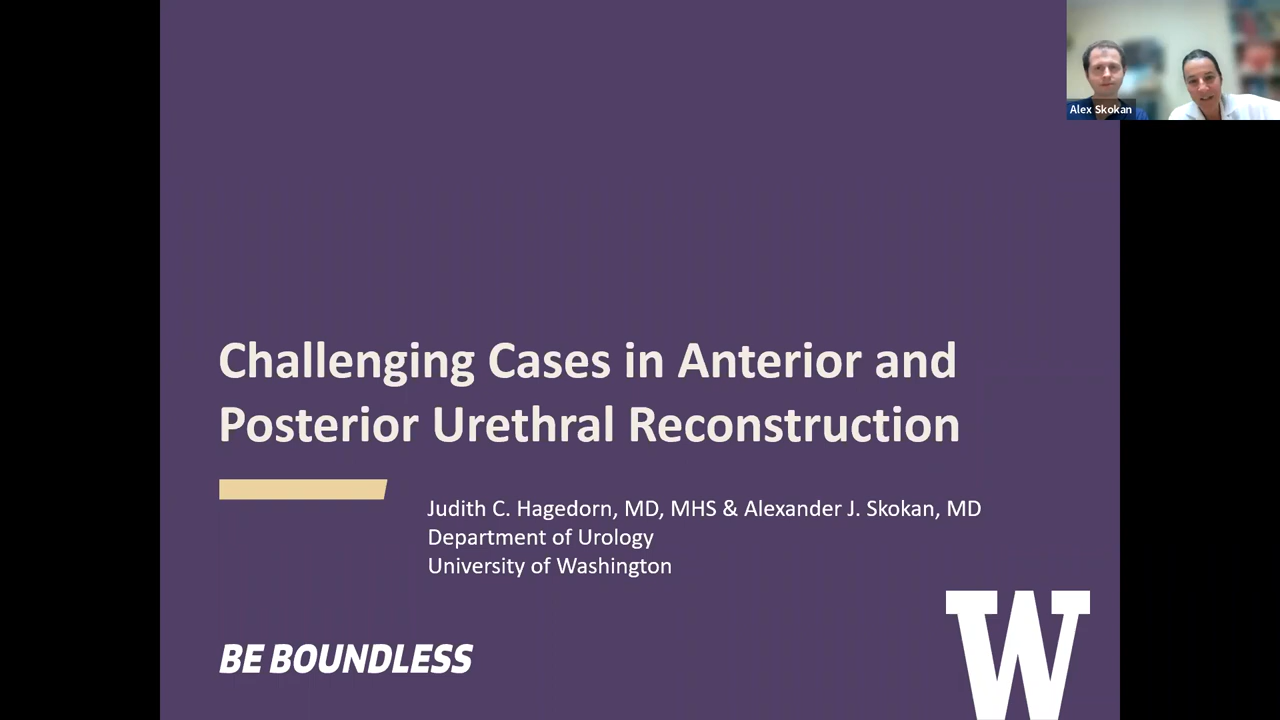 Alex Skokan
Challenging Cases in Anterior and
Posterior Urethral Reconstruction
Judith C. Hagedorn, MD, MHS & Alexander J. Skokan, MD
Department of Urology
University of Washington
BE BOUNDLESS
W